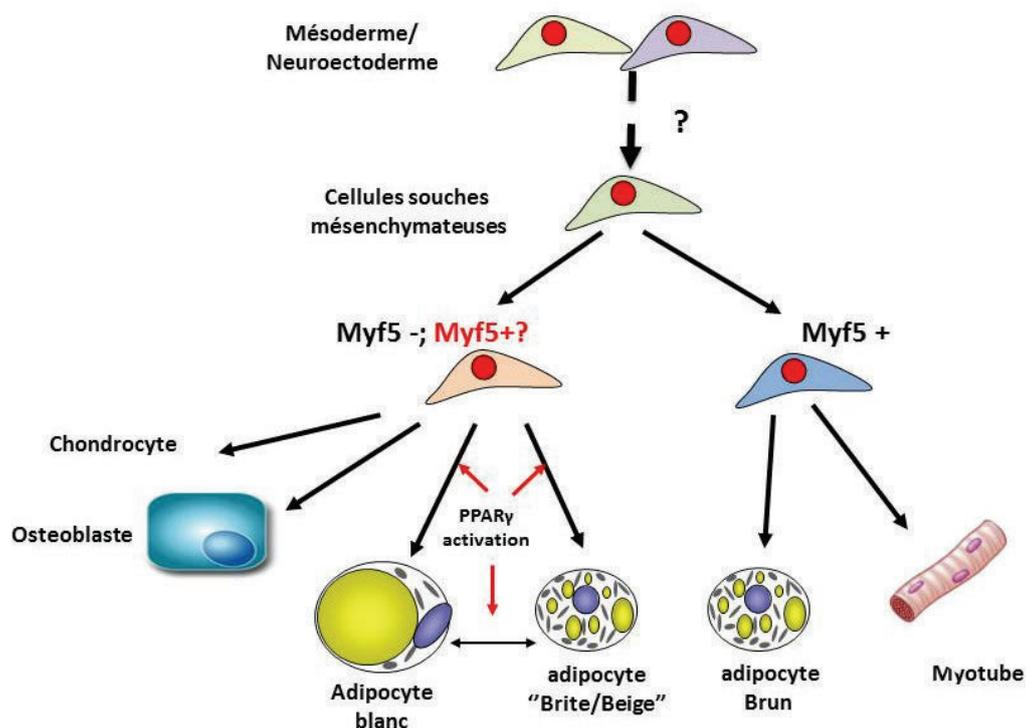 Mésoderme/
Neuroectoderme
?
Cellules souches
mésenchymateuses
Myf5 -; Myf5+?
Myf5 +
Chondrocyte
Osteoblaste
PPARγ
activation
Adipocyte
blanc
adipocyte
‘’Brite/Beige”
adipocyte
Brun
Myotube